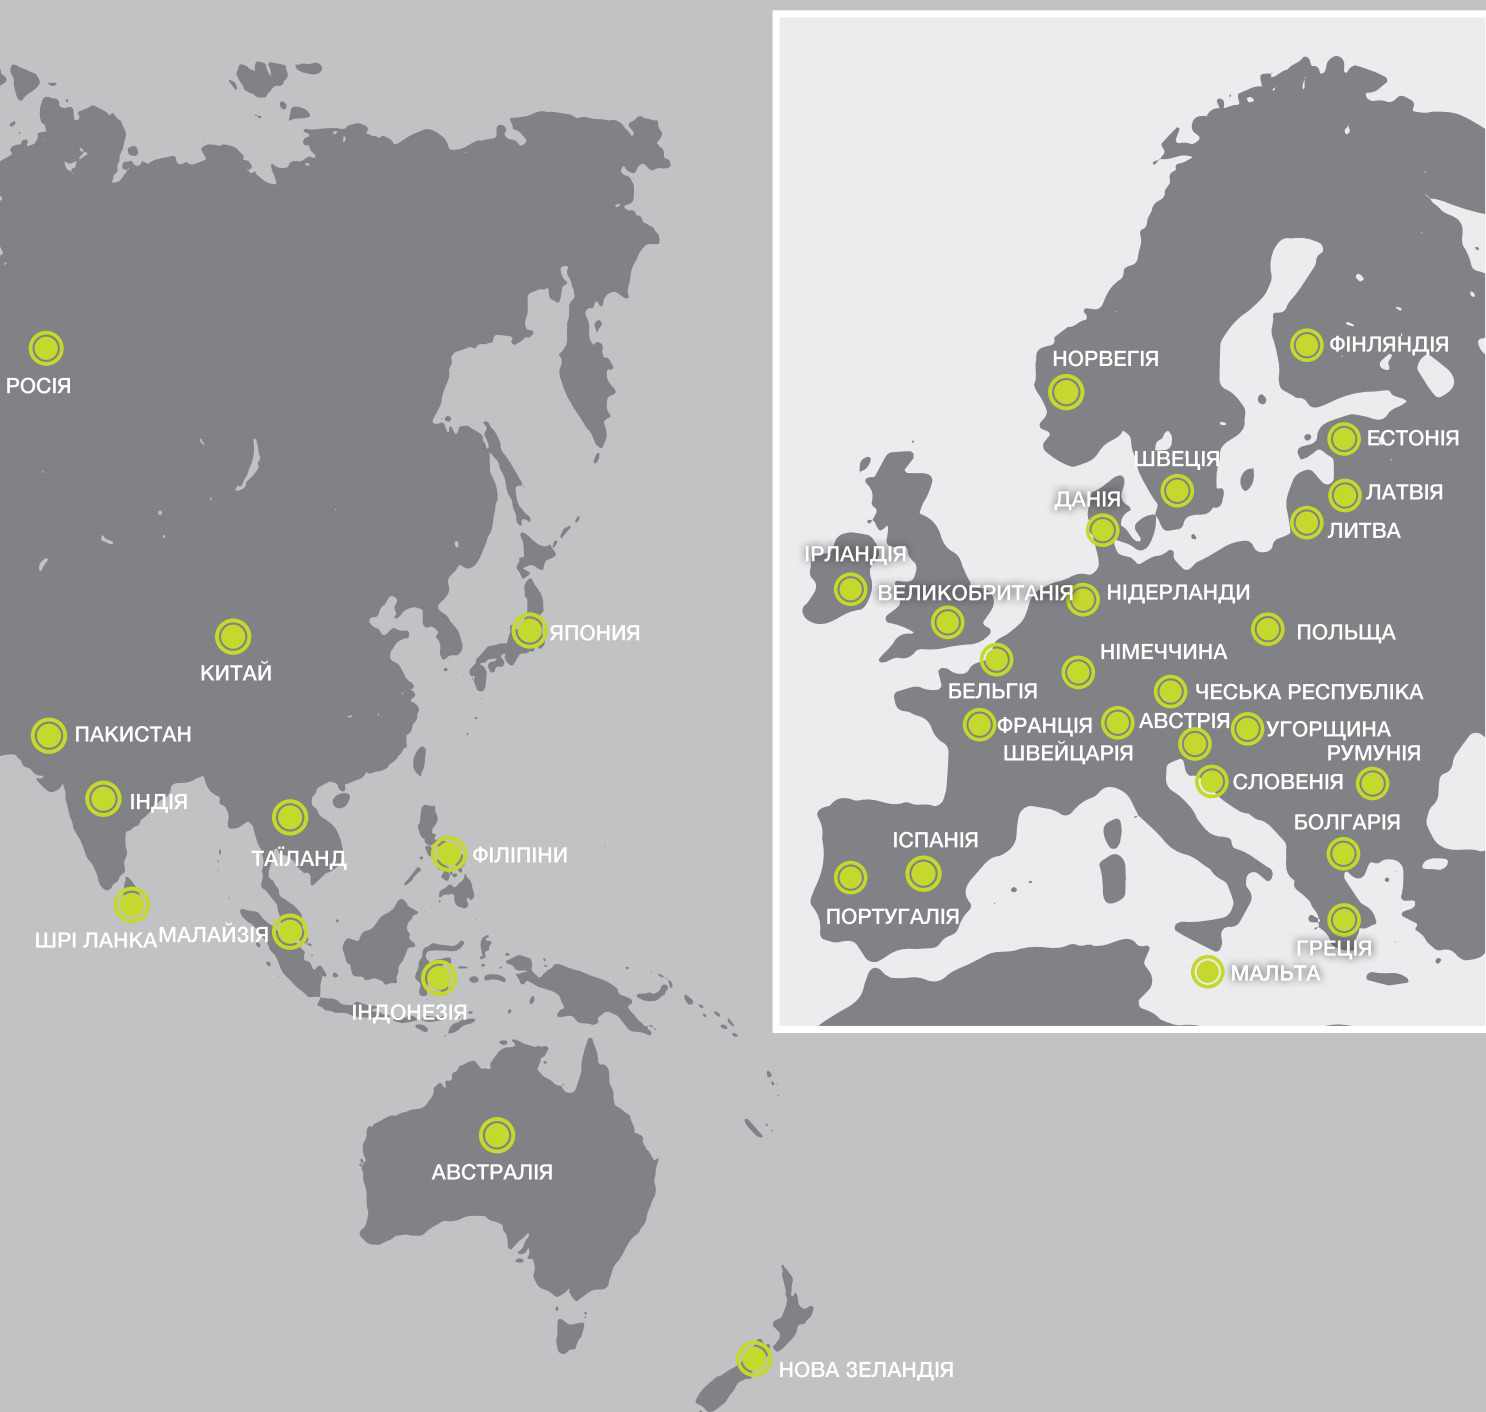 РОСІЯ
КИТАЙ
ЯПОНИЯ
ПАКИСТАН
ІНДІЯ
ТАЇЛАНД
ФІЛІПІНИ
ШРІ ЛАНКА
МАЛАЙЗІЯ
ІНДОНЕЗІЯ
АВСТРАЛІЯ
НОВА ЗЕЛАНДІЯ
ФІНЛЯНДІЯ
НОРВЕГІЯ
ЕСТОНІЯ
ШВЕЦІЯ
ЛАТВІЯ
ДАНІЯ
ЛИТВА
ІРЛАНДІЯ
ВЕЛИКОБРИТАНІЯ
НІДЕРЛАНДИ
ПОЛЬЩА
НІМЕЧЧИНА
БЕЛЬГІЯ
ЧЕСЬКА РЕСПУБЛІКА
ФРАНЦІЯ
АВСТРІЯ
УГОРЩИНА
ШВЕЙЦАРІЯ
РУМУНІЯ
СЛОВЕНІЯ
БОЛГАРІЯ
ІСПАНІЯ
ПОРТУГАЛІЯ
ГРЕЦІЯ
МАЛЬТА